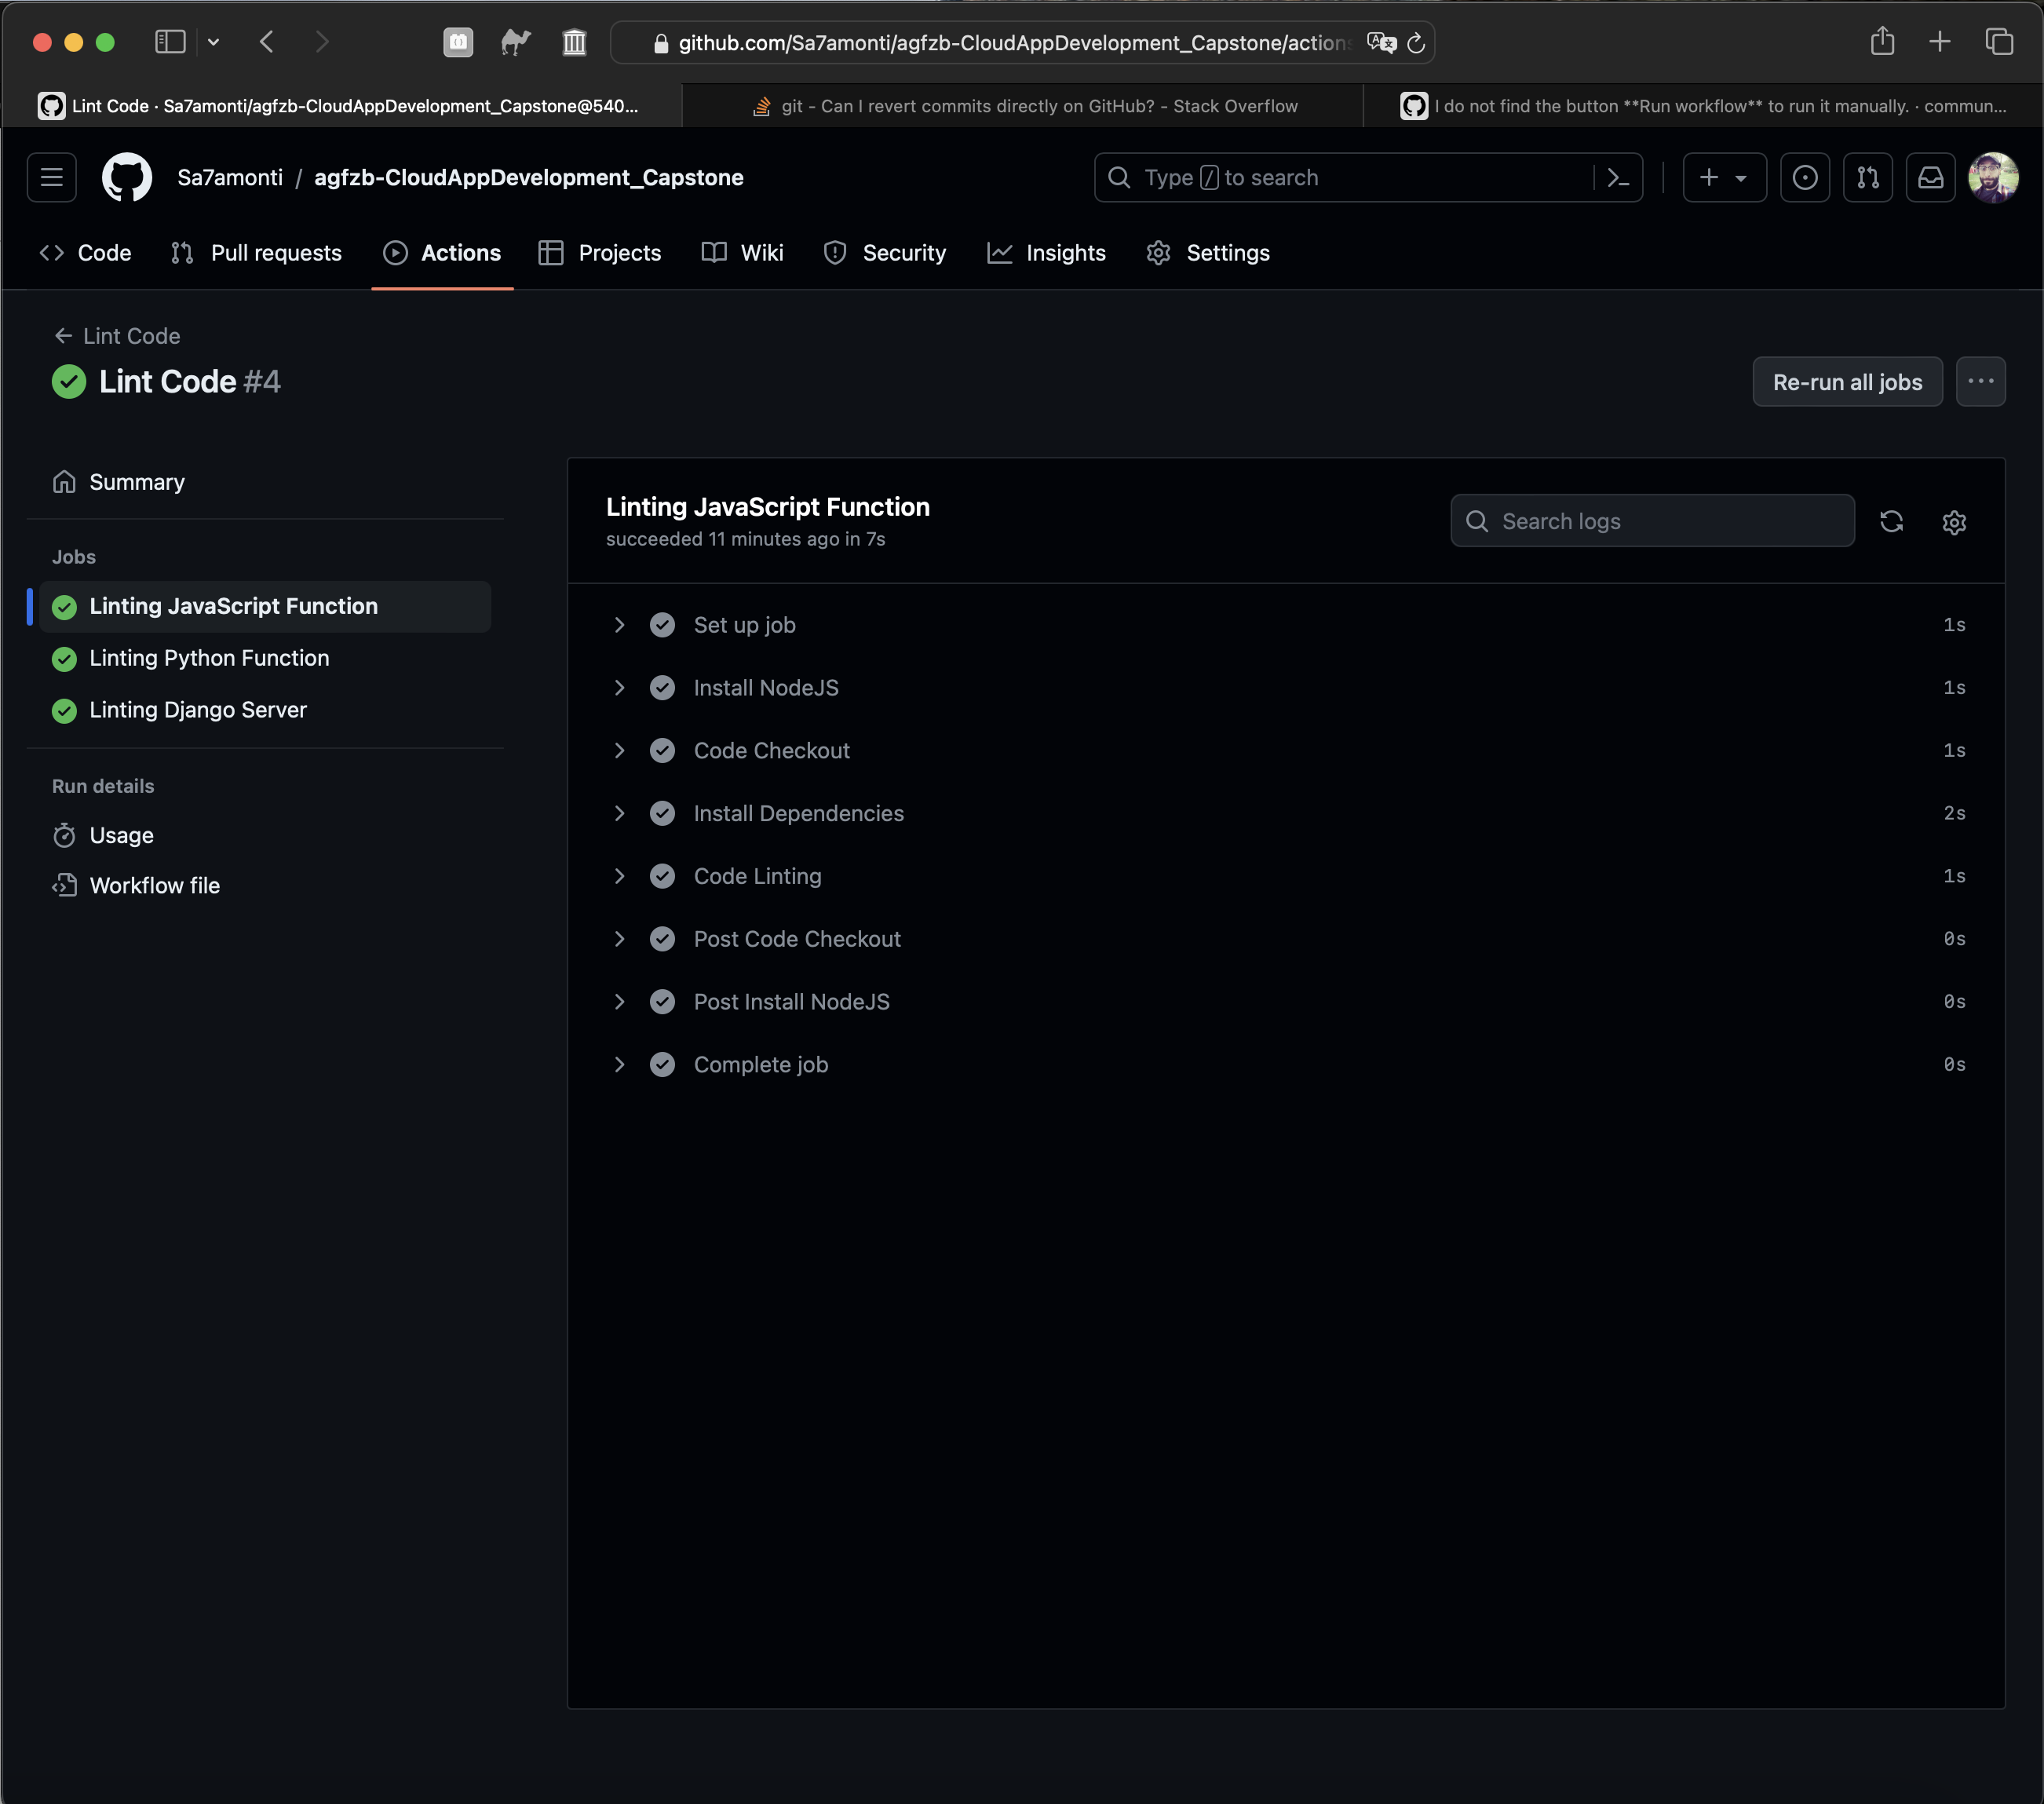 github.com/Sa7amonti/agfzb-CloudAppDevelopment_Capstone/action
Lint Code · Sa7amonti/agfzb-CloudAppDevelopment_Capstone@540...
git - Can I revert commits directly on GitHub? - Stack Overflow
I do not find the button **Run workflow** to run it manually. · commun...
Sa7amonti / agfzb-CloudAppDevelopment_Capstone
Type / to search
Code Pull requests Actions Projects Wiki Security Insights Settings
Lint Code
Lint Code #4
Re-run all jobs
Summary
Jobs
Linting JavaScript Function
Linting Python Function
Linting Django Server
Run details
Usage
Workflow file
Linting JavaScript Function
succeeded 11 minutes ago in 7s
Search logs
Set up job 1s
Install NodeJS 1s
Code Checkout 1s
Install Dependencies 2s
Code Linting 1s
Post Code Checkout 0s
Post Install NodeJS 0s
Complete job 0s